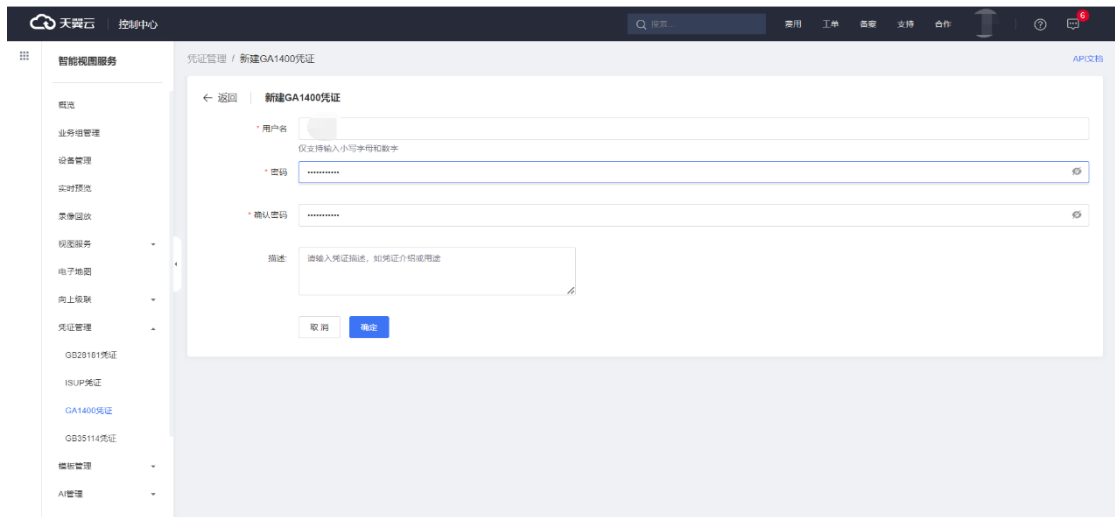 天翼云 控制中心 搜索... 费用 工单 备案 支持 合作 6
智能视图服务
凭证管理 / 新建GA1400凭证 API文档
概览
业务组管理
设备管理
实时预览
录像回放
视图服务
电子地图
向上级联
凭证管理
GB28181凭证
ISUP凭证
GA1400凭证
GB35114凭证
模板管理
AI管理
← 返回 新建GA1400凭证
* 用户名
仅支持输入小写字母和数字
* 密码 •••••••••••
* 确认密码 •••••••••••
描述 请输入凭证描述，如凭证介绍或用途
取消 确定